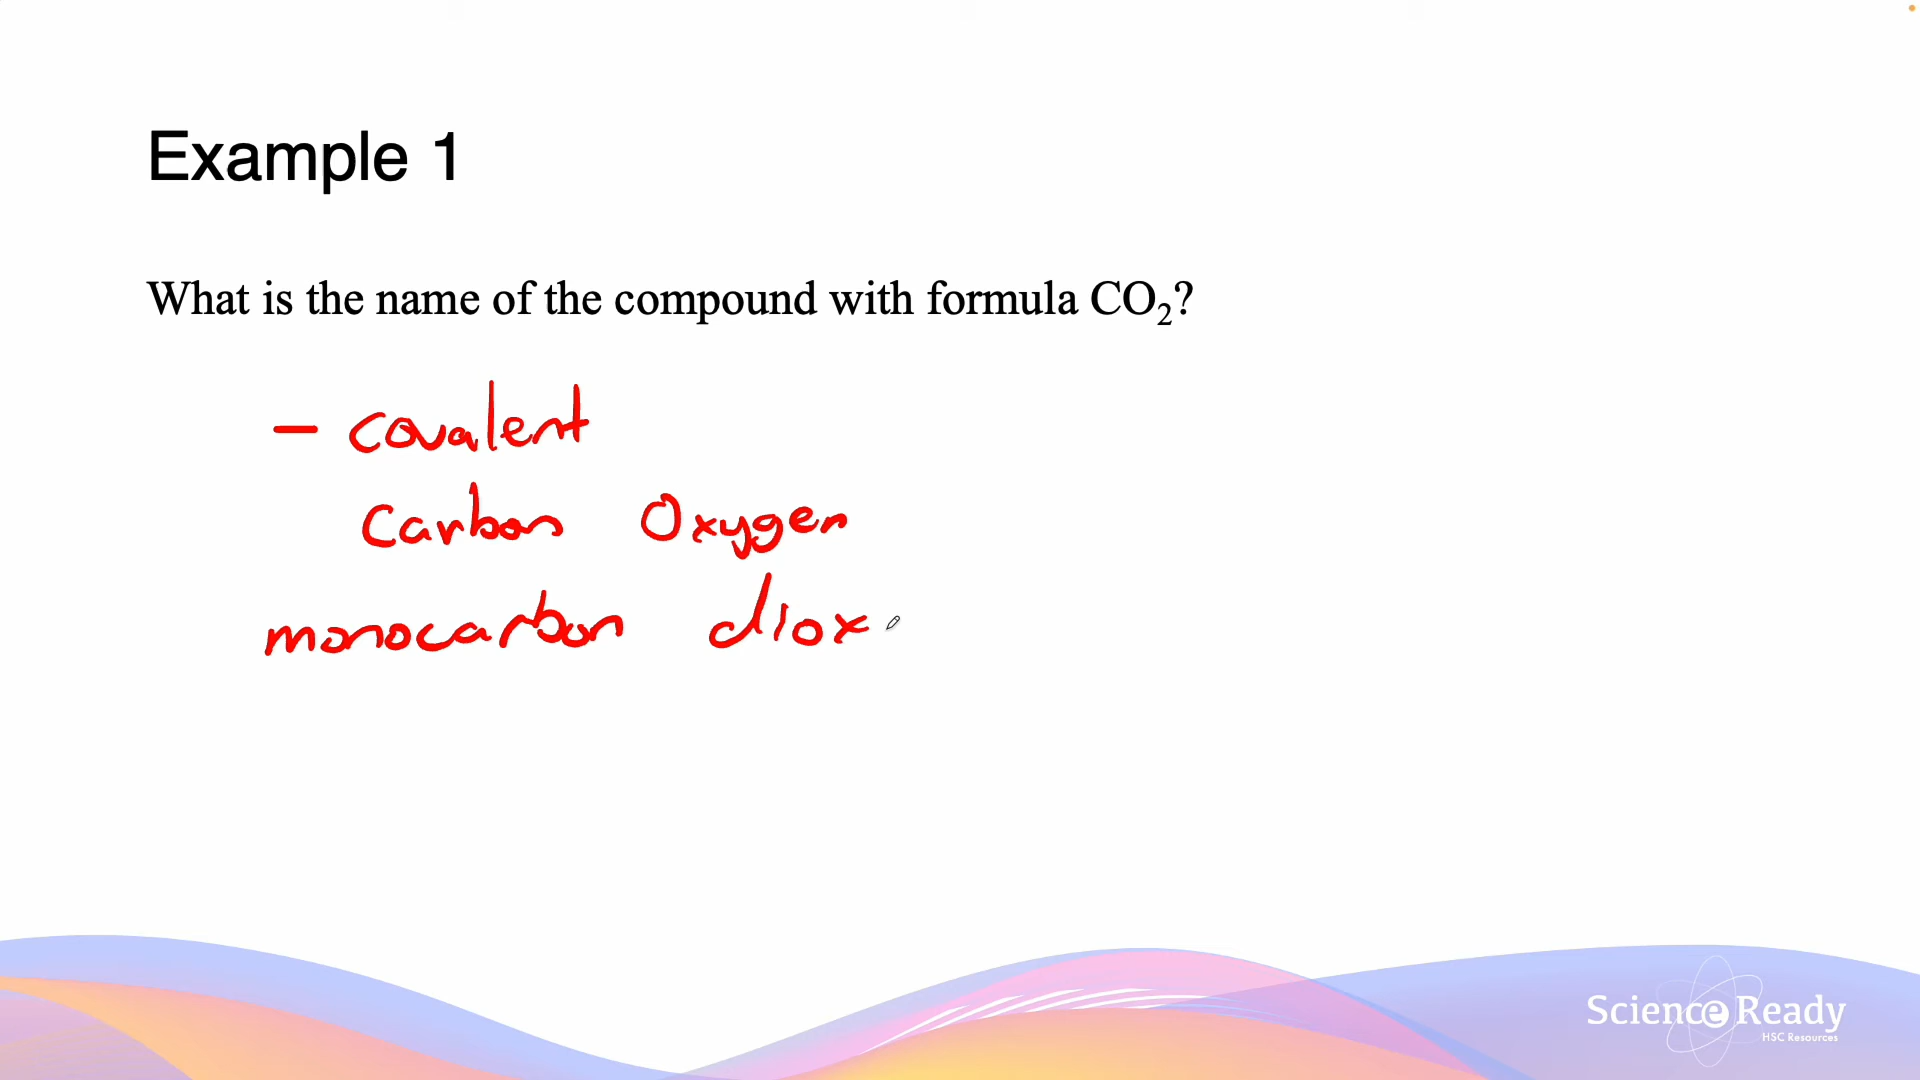 Example 1
What is the name of the compound with formula CO₂?
– covalent
Carbon Oxygen
monocarbon diox
Science Ready
HSC Resources